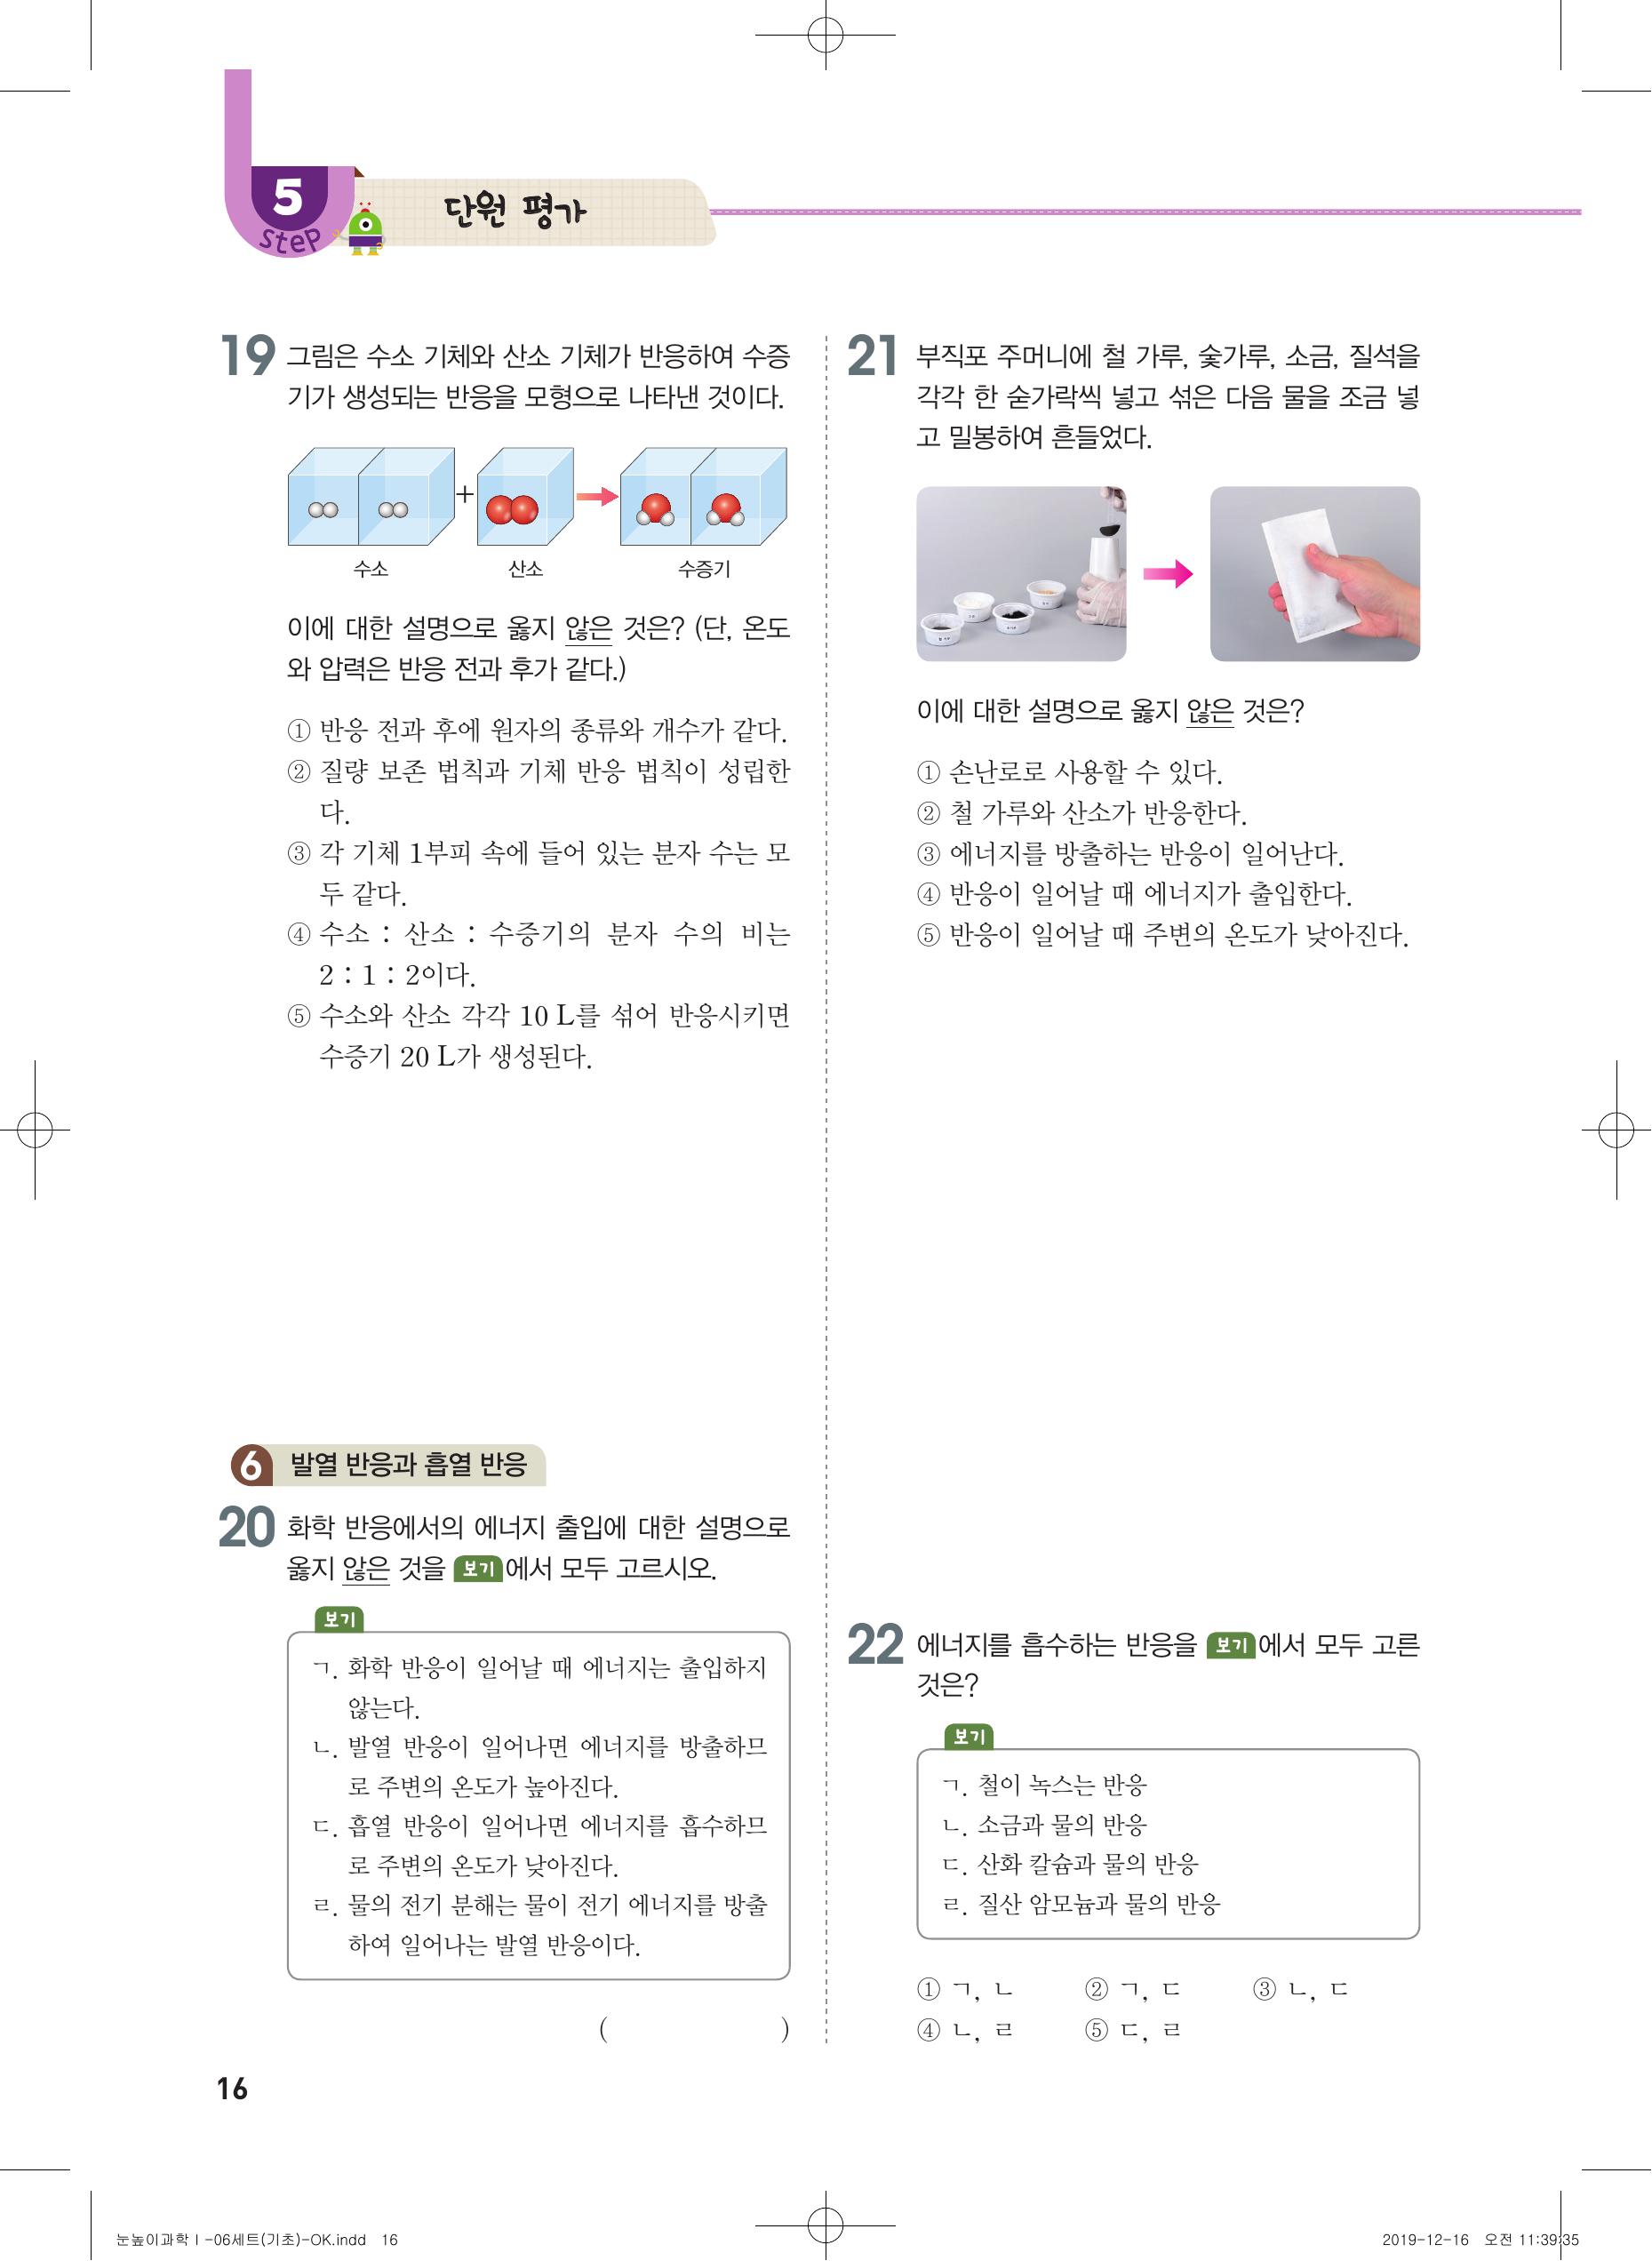 5
step
단원 평가
19 그림은 수소 기체와 산소 기체가 반응하여 수증
기가 생성되는 반응을 모형으로 나타낸 것이다.
+
수소 산소 수증기
이에 대한 설명으로 옳지 않은 것은? (단, 온도
와 압력은 반응 전과 후가 같다.)
① 반응 전과 후에 원자의 종류와 개수가 같다.
② 질량 보존 법칙과 기체 반응 법칙이 성립한
다.
③ 각 기체 1부피 속에 들어 있는 분자 수는 모
두 같다.
④ 수소 : 산소 : 수증기의 분자 수의 비는
2 : 1 : 2이다.
⑤ 수소와 산소 각각 10 L를 섞어 반응시키면
수증기 20 L가 생성된다.
6 발열 반응과 흡열 반응
20 화학 반응에서의 에너지 출입에 대한 설명으로
옳지 않은 것을 보기에서 모두 고르시오.
보기
ㄱ. 화학 반응이 일어날 때 에너지는 출입하지
않는다.
ㄴ. 발열 반응이 일어나면 에너지를 방출하므
로 주변의 온도가 높아진다.
ㄷ. 흡열 반응이 일어나면 에너지를 흡수하므
로 주변의 온도가 낮아진다.
ㄹ. 물의 전기 분해는 물이 전기 에너지를 방출
하여 일어나는 발열 반응이다.
( )
21 부직포 주머니에 철 가루, 숯가루, 소금, 질석을
각각 한 숟가락씩 넣고 섞은 다음 물을 조금 넣
고 밀봉하여 흔들었다.
이에 대한 설명으로 옳지 않은 것은?
① 손난로로 사용할 수 있다.
② 철 가루와 산소가 반응한다.
③ 에너지를 방출하는 반응이 일어난다.
④ 반응이 일어날 때 에너지가 출입한다.
⑤ 반응이 일어날 때 주변의 온도가 낮아진다.
22 에너지를 흡수하는 반응을 보기에서 모두 고른
것은?
보기
ㄱ. 철이 녹스는 반응
ㄴ. 소금과 물의 반응
ㄷ. 산화 칼슘과 물의 반응
ㄹ. 질산 암모늄과 물의 반응
① ㄱ, ㄴ ② ㄱ, ㄷ ③ ㄴ, ㄷ
④ ㄴ, ㄹ ⑤ ㄷ, ㄹ
16
눈높이과학Ⅰ-06세트(기초)-OK.indd 16
2019-12-16 오전 11:39:35